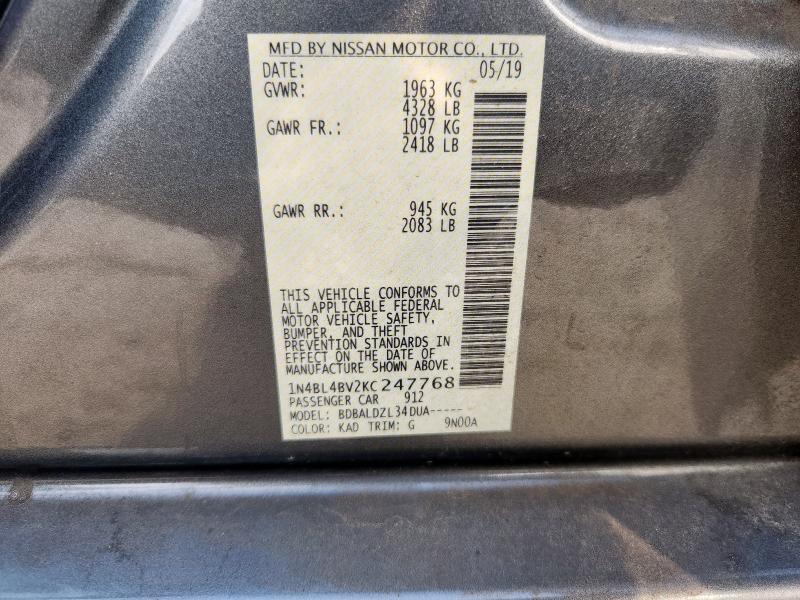 MFD BY NISSAN MOTOR CO., LTD.
DATE: 05/19
GVWR: 1963 KG
4328 LB
GAWR FR.: 1097 KG
2418 LB
GAWR RR.: 945 KG
2083 LB
THIS VEHICLE CONFORMS TO
ALL APPLICABLE FEDERAL
MOTOR VEHICLE SAFETY,
BUMPER, AND THEFT
PREVENTION STANDARDS IN
EFFECT ON THE DATE OF
MANUFACTURE SHOWN ABOVE.
1N4BL4BV2KC247768
PASSENGER CAR 912
MODEL: BDBALDZL34DUA-----
COLOR: KAD TRIM: G 9N00A